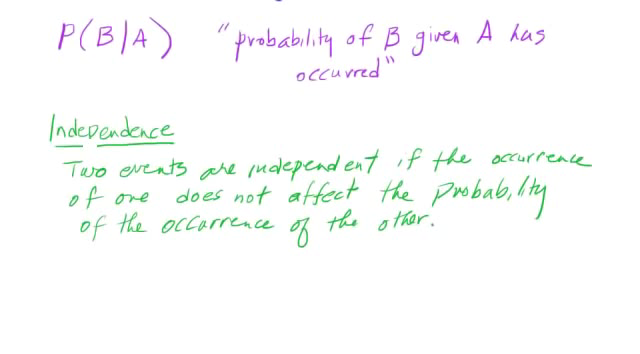 P(B|A) "probability of B given A has
occurred"
Independence
Two events are independent if the occurrence
of one does not affect the probability
of the occurrence of the other.